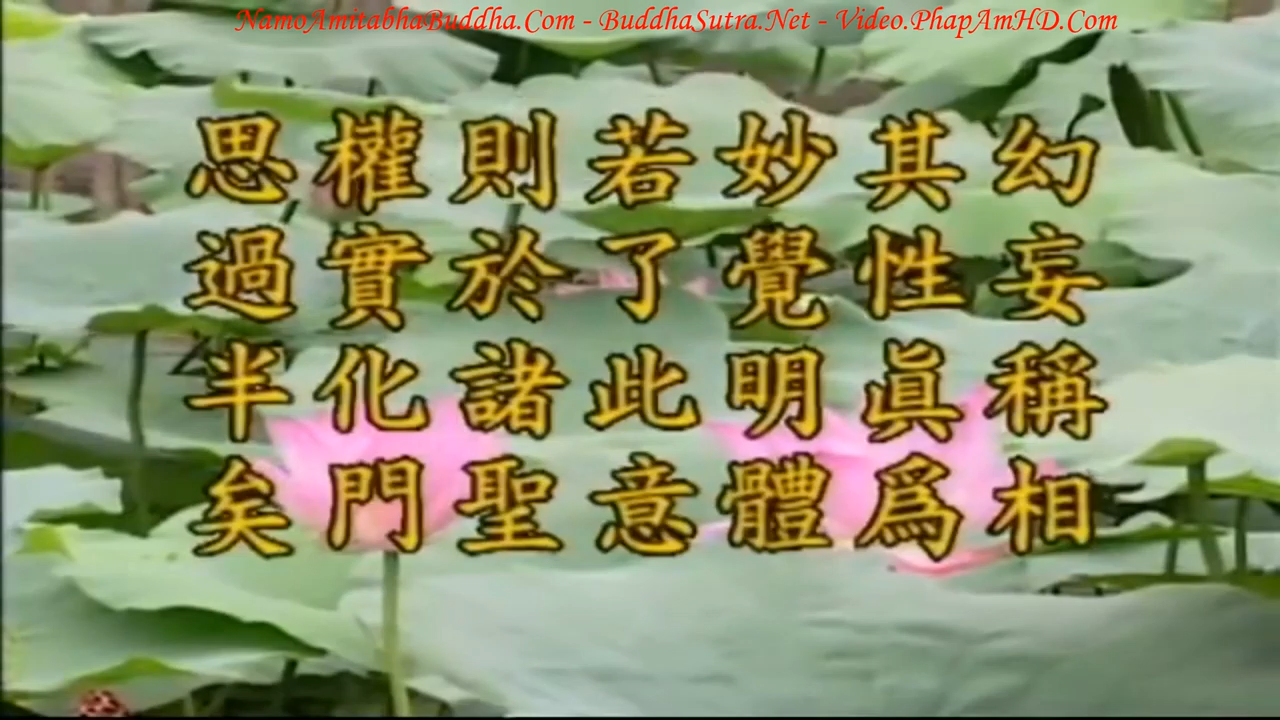 NamoAmitabhaBuddha.Com - BuddhaSutra.Net - Video.PhapAmHD.Com
幻妄稱相
其性眞爲
妙覺明體
若了此意
則於諸聖
權實化門
思過半矣